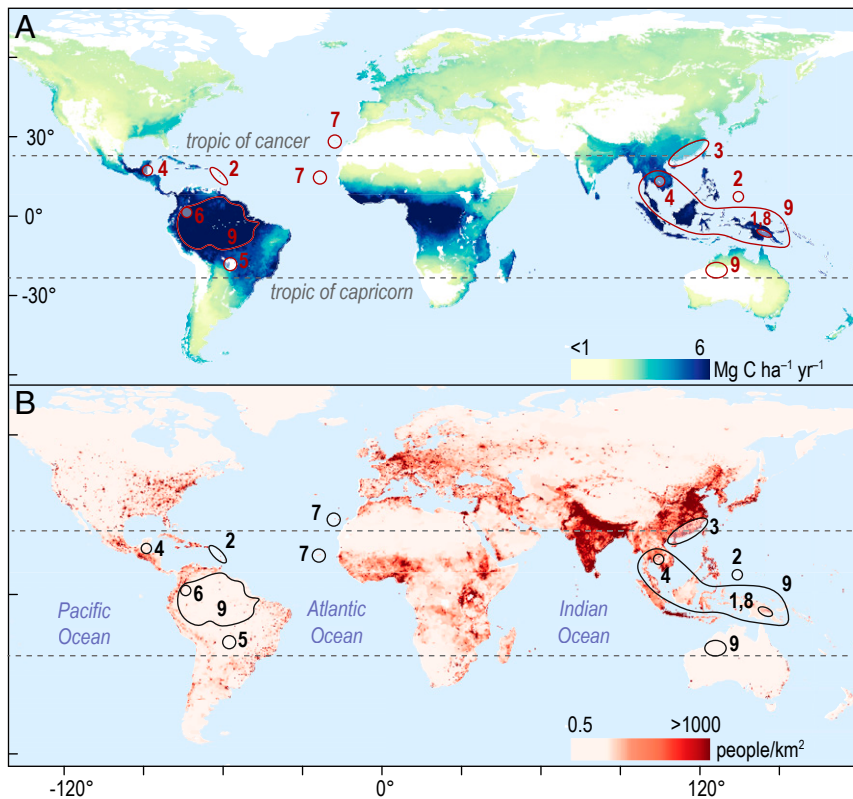 A
30°
0°
-30°
tropic of cancer
7
7
2
4
6
9
5
tropic of capricorn
3
2
4
9
1,8
9
<1 6
Mg C ha⁻¹ yr⁻¹
B
7
7
2
4
6
9
5
3
2
4
9
1,8
9
Pacific
Ocean
Atlantic
Ocean
Indian
Ocean
0.5 >1000
people/km²
-120° 0° 120°